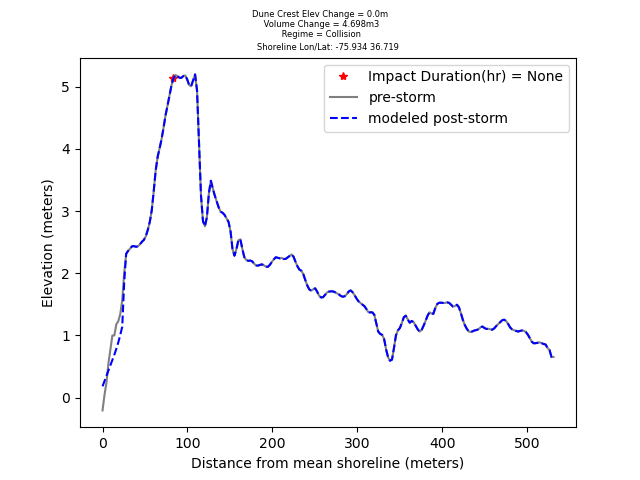 Dune Crest Elev Change = 0.0m
Volume Change = 4.698m3
Regime = Collision
Shoreline Lon/Lat: -75.934 36.719
Impact Duration(hr) = None
pre-storm
modeled post-storm
Elevation (meters)
5
4
3
2
1
0
0 100 200 300 400 500
Distance from mean shoreline (meters)